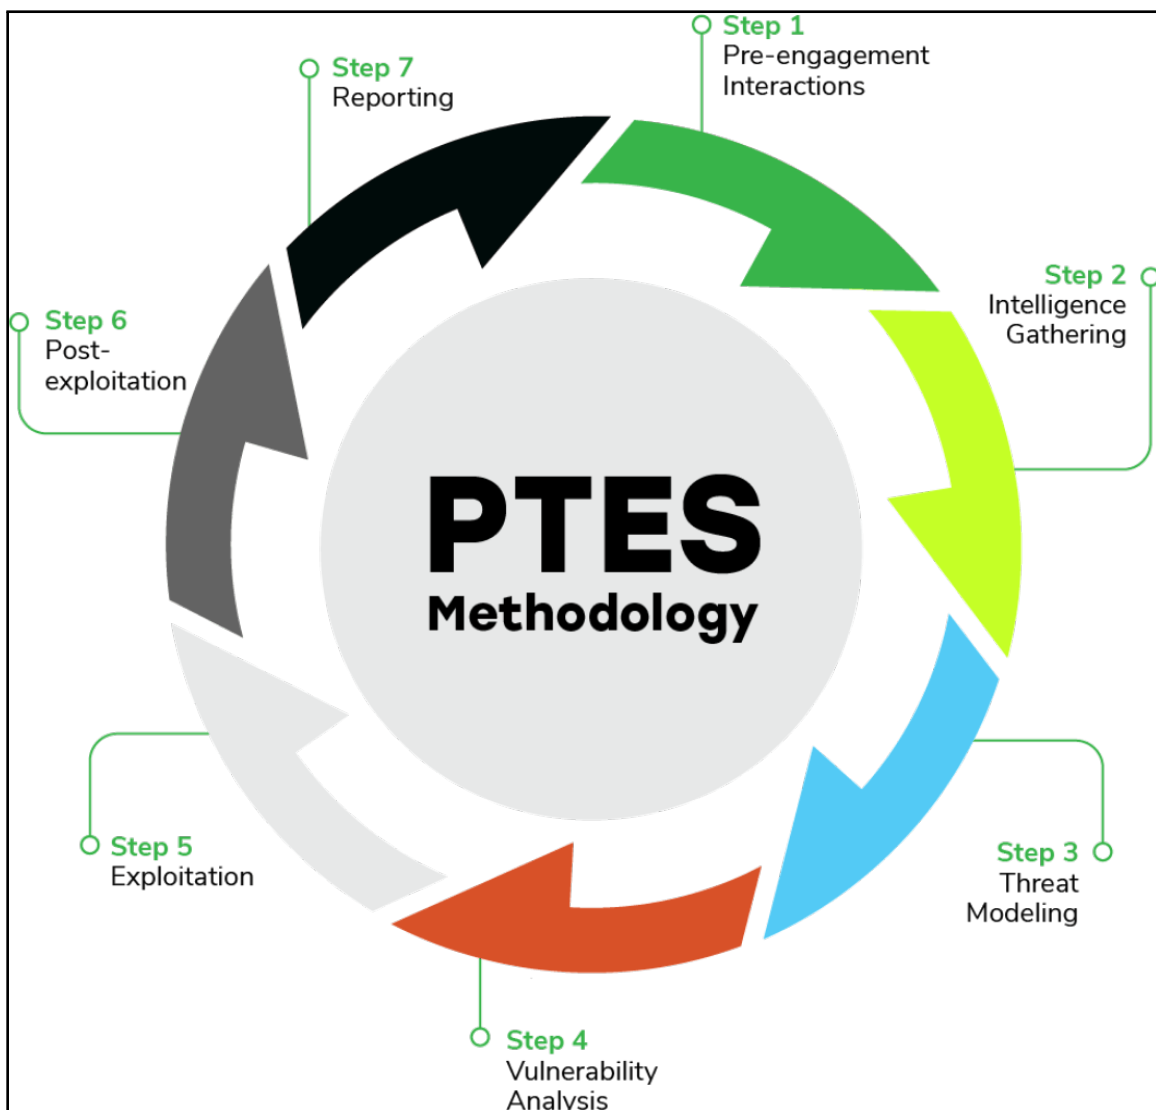 Step 1
Pre-engagement
Interactions
Step 2
Intelligence
Gathering
Step 3
Threat
Modeling
Step 4
Vulnerability
Analysis
Step 5
Exploitation
Step 6
Post-
exploitation
Step 7
Reporting
PTES
Methodology